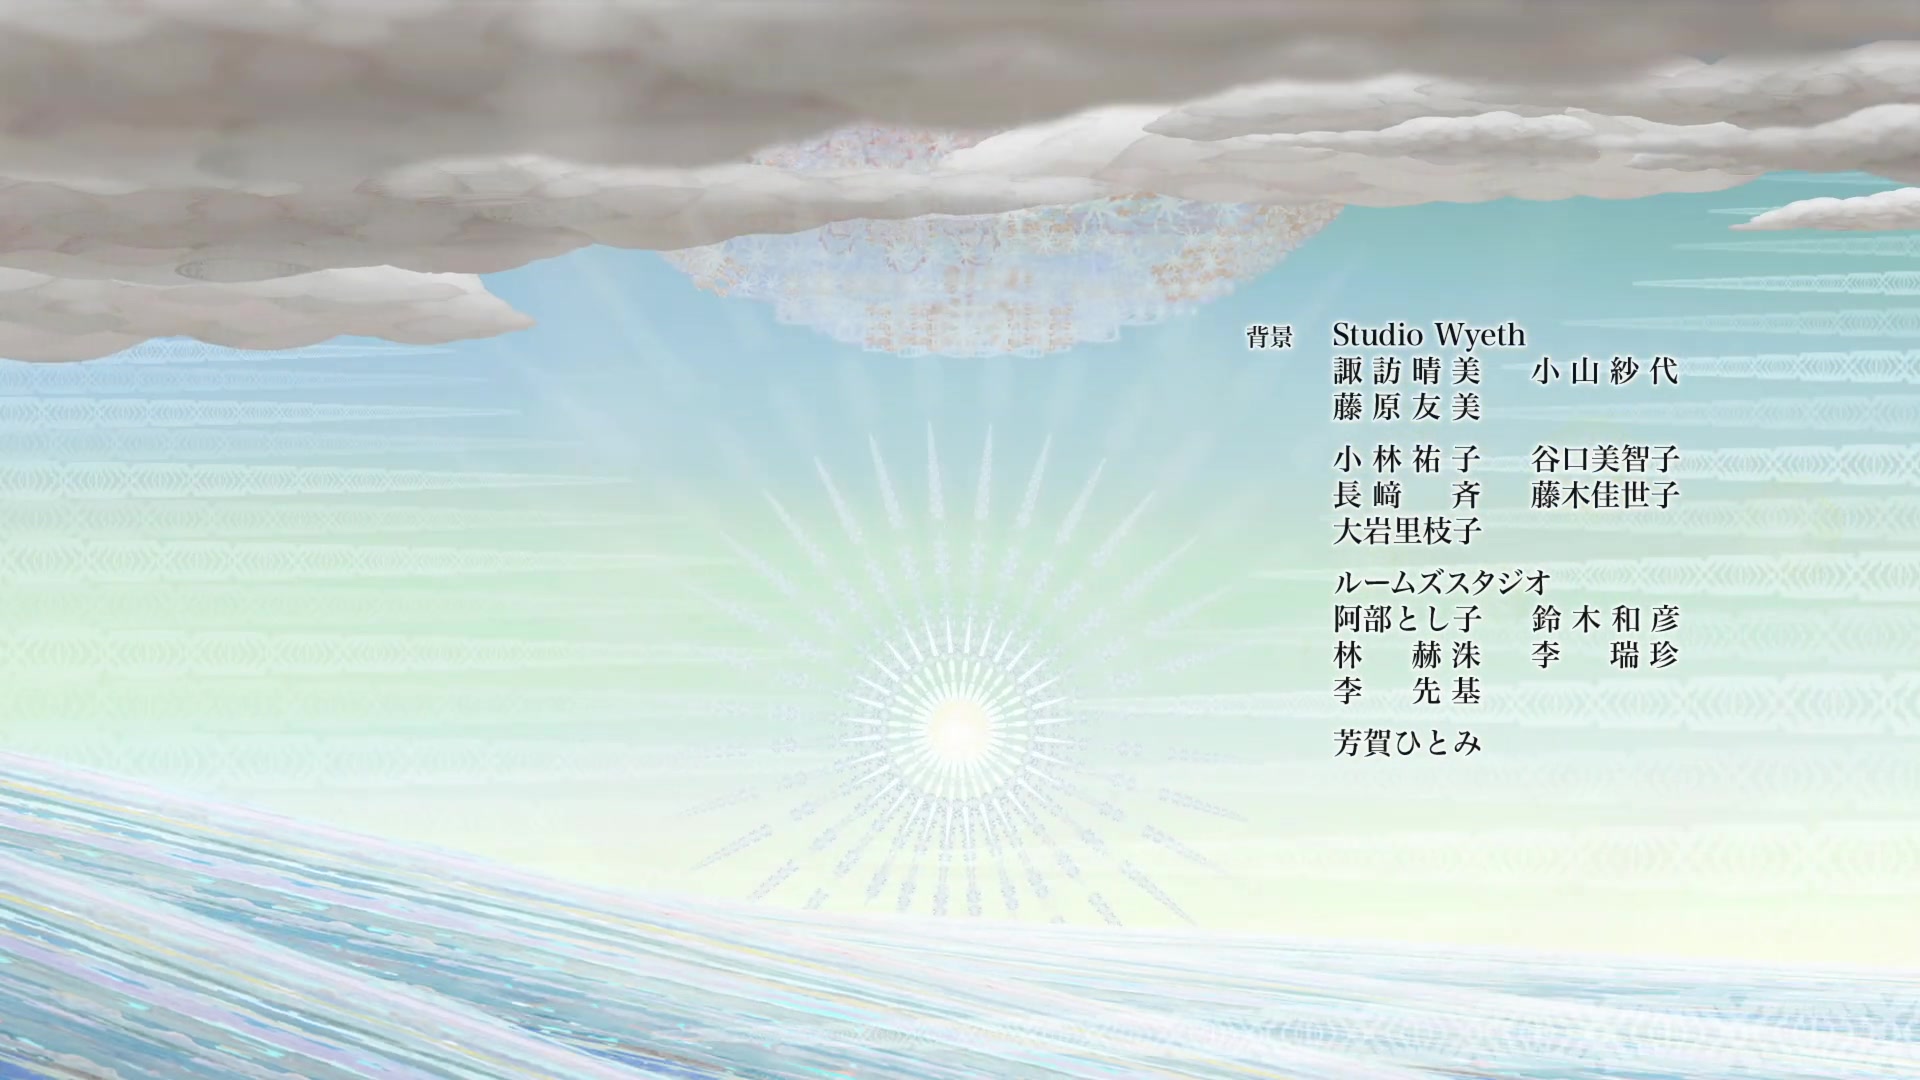 背景 Studio Wyeth
諏訪晴美 小山紗代
藤原友美
小林祐子 谷口美智子
長﨑 斉 藤木佳世子
大岩里枝子
ルームズスタジオ
阿部とし子 鈴木和彦
林 赫洙 李 瑞珍
李 先基
芳賀ひとみ